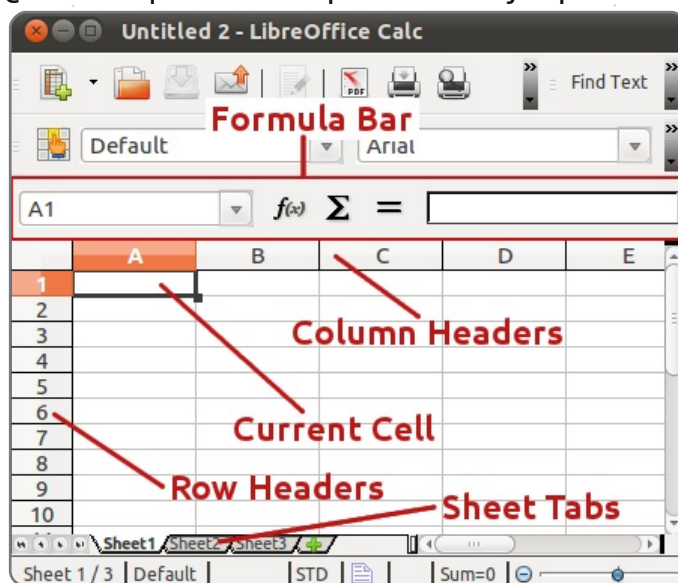 Untitled 2 - LibreOffice Calc
PDF
Find Text
Formula Bar
Default Arial
A1 f(x) Σ =
A B C D E
1
2
3 Column Headers
4
5
6
7 Current Cell
8
9 Row Headers
10 Sheet Tabs
Sheet1 Sheet2 Sheet3
Sheet 1 / 3 Default STD Sum=0